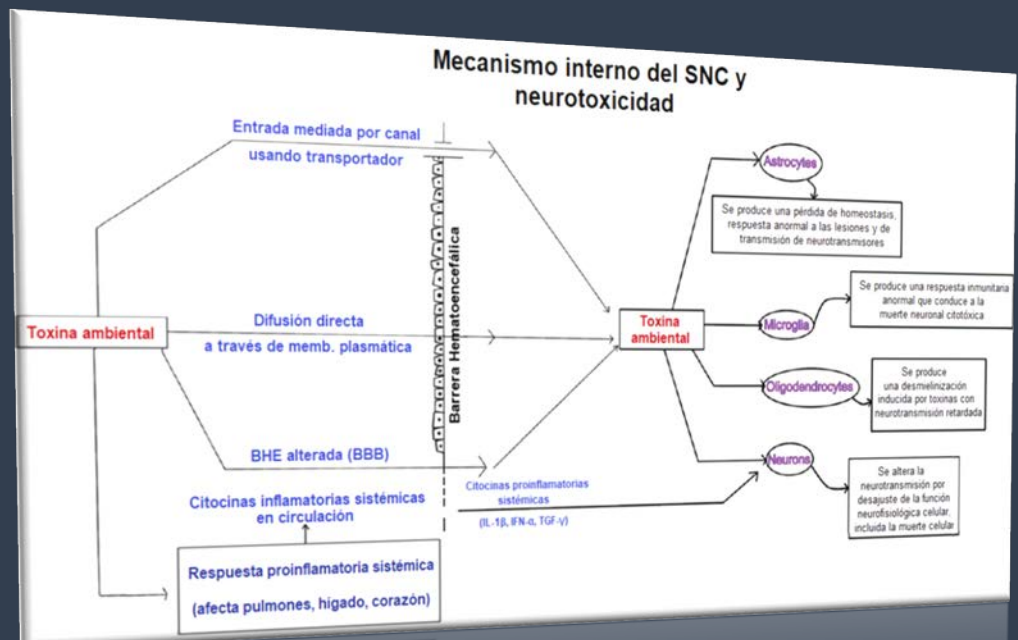 Mecanismo interno del SNC y
neurotoxicidad
Entrada mediada por canal
usando transportador
Toxina ambiental
Difusión directa
a través de memb. plasmática
BHE alterada (BBB)
Citocinas inflamatorias sistémicas
en circulación
Respuesta proinflamatoria sistémica
(afecta pulmones, hígado, corazón)
Barrera Hematoencefálica
Citocinas proinflamatorias
sistémicas
(IL-1β, IFN-α, TGF-γ)
Toxina
ambiental
Astrocytes
Se produce una pérdida de homeostasis,
respuesta anormal a las lesiones y de
transmisión de neurotransmisores
Microglia
Se produce una respuesta inmunitaria
anormal que conduce a la
muerte neuronal citotóxica
Oligodendrocytes
Se produce
una desmielinización
inducida por toxinas con
neurotransmisión retardada
Neurons
Se altera la
neurotransmisión por
desajuste de la función
neurofisiológica celular,
incluida la muerte celular